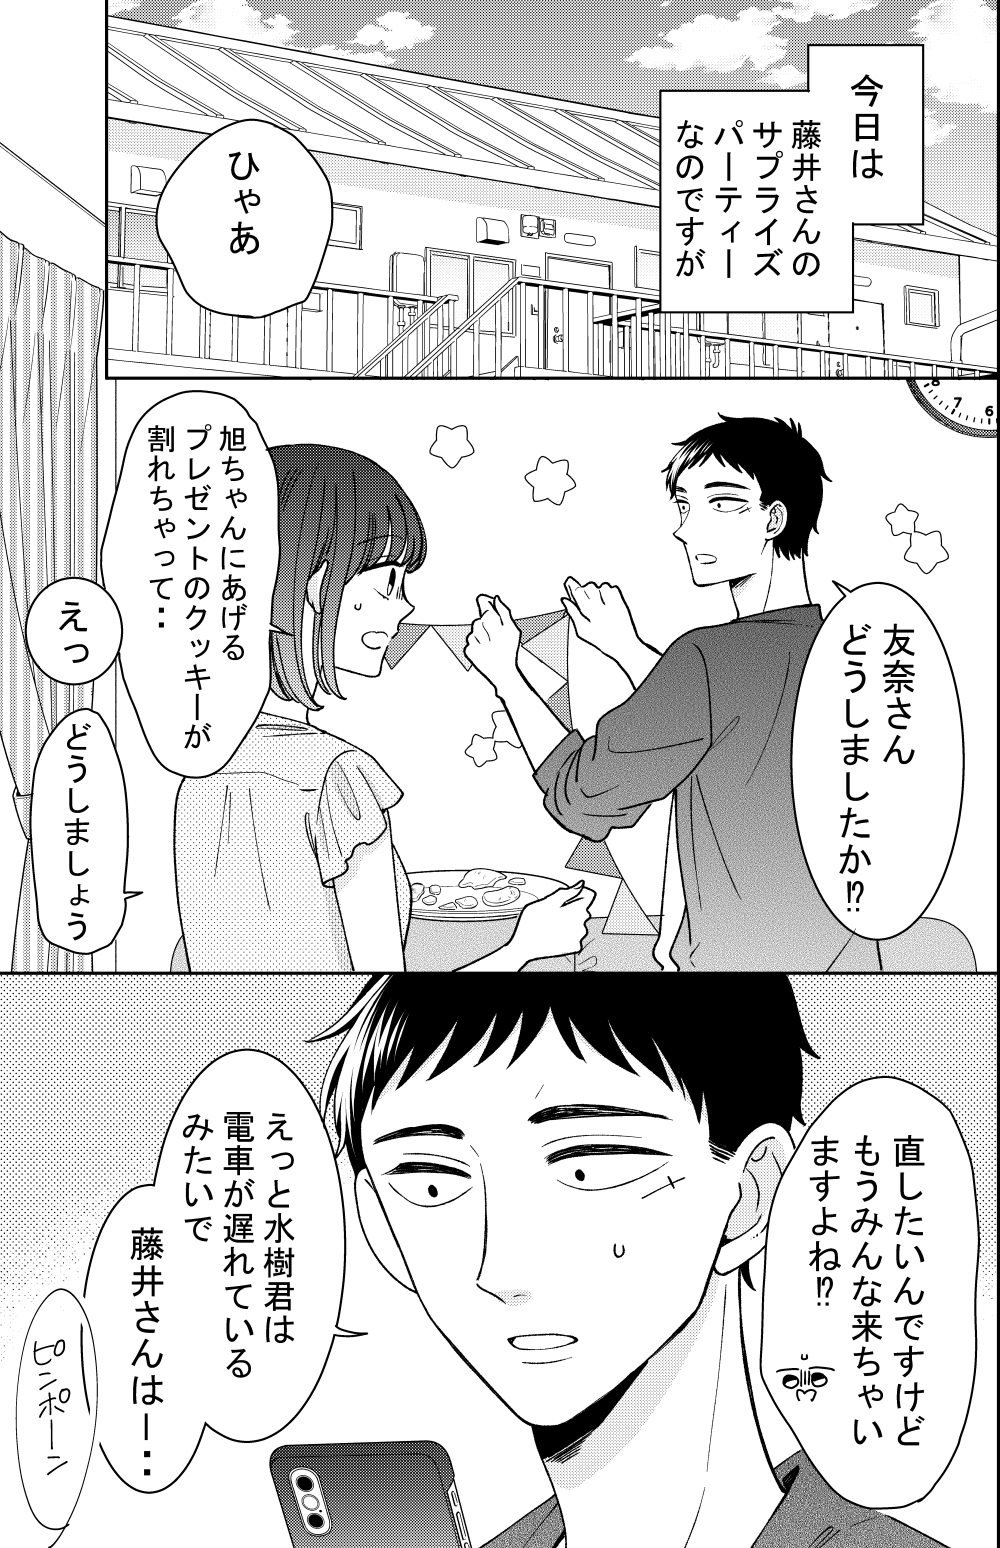 今日は
藤井さんの
サプライズ
パーティー
なのですが
ひゃあ
8
7
6
友奈さん
どうしましたか!?
旭ちゃんにあげる
プレゼントのクッキーが
割れちゃって・・
えっ
どうしましょう
直したいんですけど
もうみんな来ちゃい
ますよね!?
えっと水樹君は
電車が遅れている
みたいで
藤井さんはー・・
ピンポーン